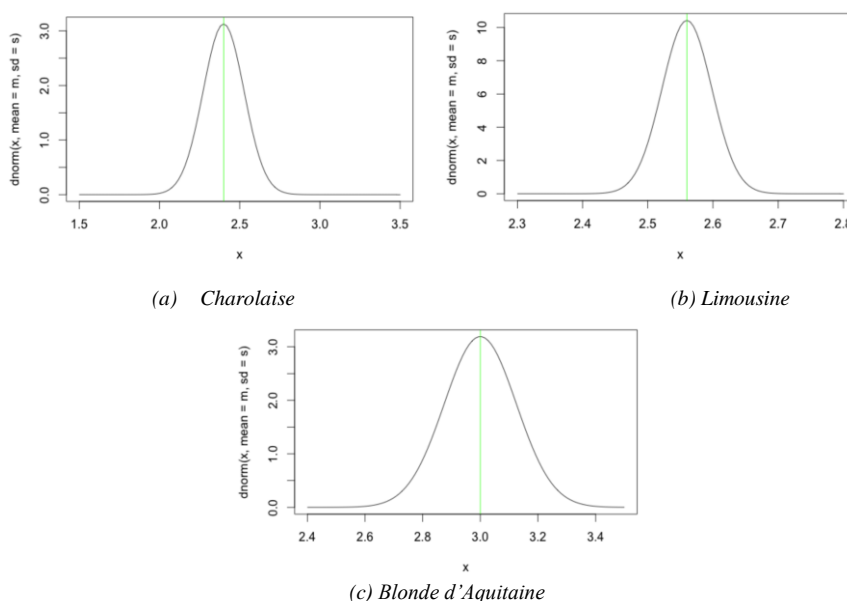 dnorm(x, mean = m, sd = s)
0.0 1.0 2.0 3.0
1.5 2.0 2.5 3.0 3.5
x
(a) Charolaise
dnorm(x, mean = m, sd = s)
0 2 4 6 8 10
2.3 2.4 2.5 2.6 2.7 2.8
x
(b) Limousine
dnorm(x, mean = m, sd = s)
0.0 1.0 2.0 3.0
2.4 2.6 2.8 3.0 3.2 3.4
x
(c) Blonde d'Aquitaine